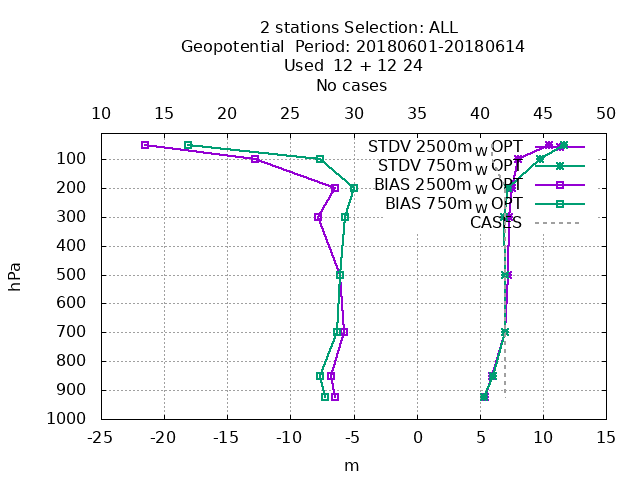 2 stations Selection: ALL
Geopotential  Period: 20180601-20180614
Used  12 + 12 24
No cases
10 15 20 25 30 35 40 45 50
STDV 2500m_W OPT
STDV 750m_W OPT
BIAS 2500m_W OPT
BIAS 750m_W OPT
CASES
100
200
300
400
500
600
700
800
900
1000
hPa
-25 -20 -15 -10 -5 0 5 10 15
m